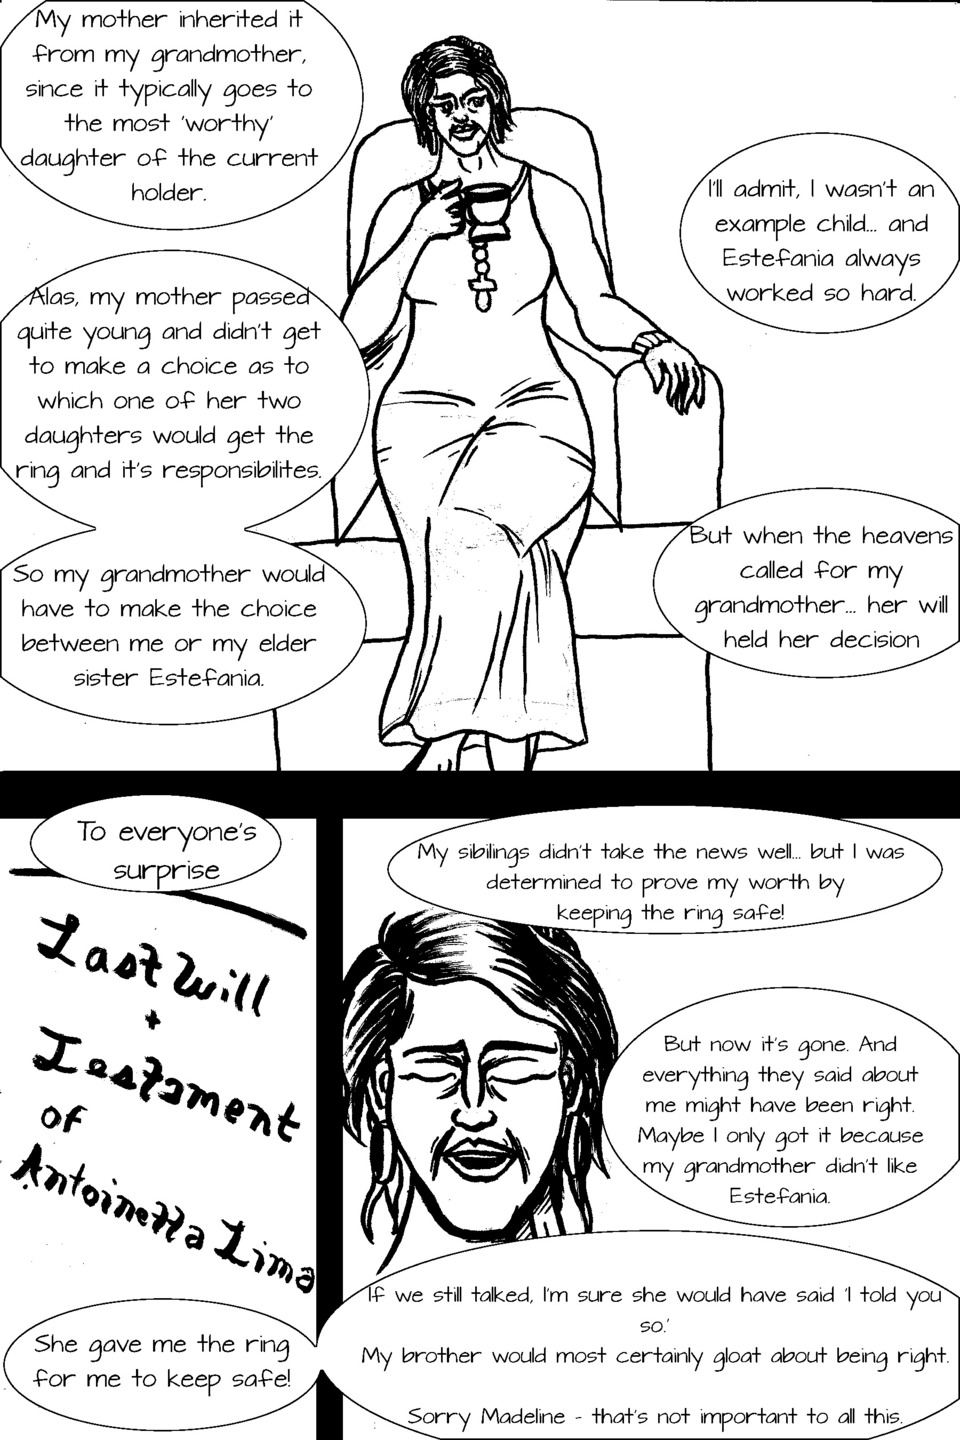 My mother inherited it
from my grandmother,
since it typically goes to
the most 'worthy'
daughter of the current
holder.
Alas, my mother passed
quite young and didn't get
to make a choice as to
which one of her two
daughters would get the
ring and it's responsibilites.
So my grandmother would
have to make the choice
between me or my elder
sister Estefania.
I'll admit, I wasn't an
example child... and
Estefania always
worked so hard.
But when the heavens
called for my
grandmother... her will
held her decision
To everyone's
surprise
Last Will
+
Testament
of
Antoinetta Lima
She gave me the ring
for me to keep safe!
My sibilings didn't take the news well... but I was
determined to prove my worth by
keeping the ring safe!
But now it's gone. And
everything they said about
me might have been right.
Maybe I only got it because
my grandmother didn't like
Estefania.
If we still talked, I'm sure she would have said 'I told you
so.'
My brother would most certainly gloat about being right.
Sorry Madeline - that's not important to all this.